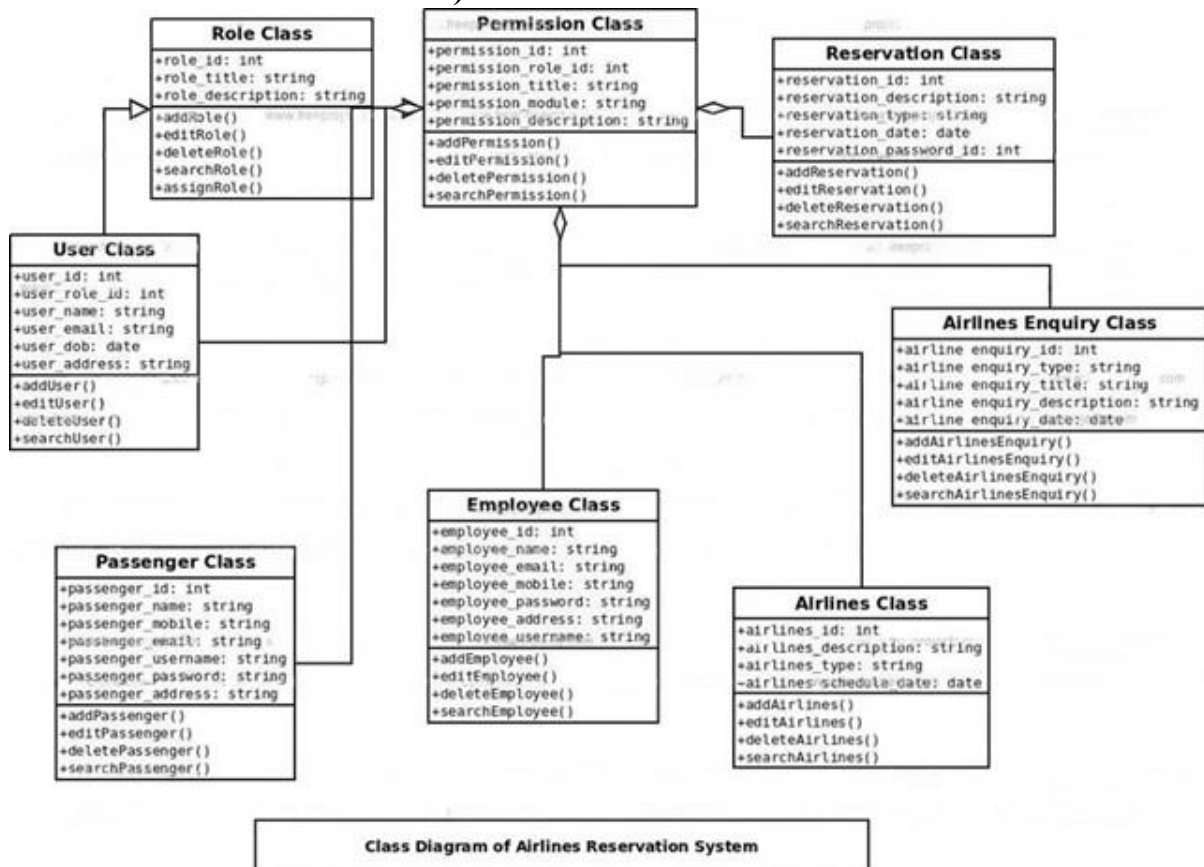 )
Role Class
+role_id: int
+role_title: string
+role_description: string
+addRole()
+editRole()
+deleteRole()
+searchRole()
+assignRole()
Permission Class
+permission_id: int
+permission_role_id: int
+permission_title: string
+permission_module: string
+permission_description: string
+addPermission()
+editPermission()
+deletePermission()
+searchPermission()
Reservation Class
+reservation_id: int
+reservation_description: string
+reservation_type: string
+reservation_date: date
+reservation_password_id: int
+addReservation()
+editReservation()
+deleteReservation()
+searchReservation()
User Class
+user_id: int
+user_role_id: int
+user_name: string
+user_email: string
+user_dob: date
+user_address: string
+addUser()
+editUser()
+deleteUser()
+searchUser()
Airlines Enquiry Class
+airline enquiry_id: int
+airline enquiry_type: string
+airline enquiry_title: string
+airline enquiry_description: string
+airline enquiry_date: date
+addAirlinesEnquiry()
+editAirlinesEnquiry()
+deleteAirlinesEnquiry()
+searchAirlinesEnquiry()
Employee Class
+employee_id: int
+employee_name: string
+employee_email: string
+employee_mobile: string
+employee_password: string
+employee_address: string
+employee_username: string
+addEmployee()
+editEmployee()
+deleteEmployee()
+searchEmployee()
Passenger Class
+passenger_id: int
+passenger_name: string
+passenger_mobile: string
+passenger_email: string
+passenger_username: string
+passenger_password: string
+passenger_address: string
+addPassenger()
+editPassenger()
+deletePassenger()
+searchPassenger()
Airlines Class
+airlines_id: int
+airlines_description: string
+airlines_type: string
+airlines_schedule_date: date
+addAirlines()
+editAirlines()
+deleteAirlines()
+searchAirlines()
Class Diagram of Airlines Reservation System